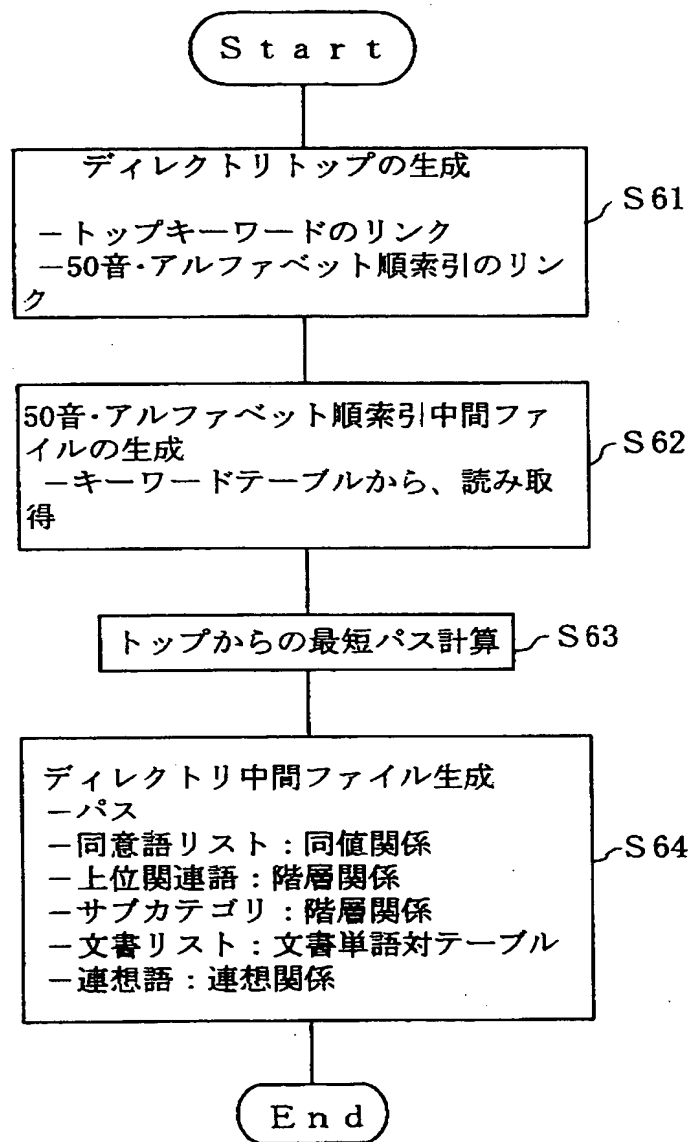 Start
ディレクトリトップの生成
S61
－トップキーワードのリンク
－50音・アルファベット順索引のリン
ク
50音・アルファベット順索引中間ファ
イルの生成
S62
－キーワードテーブルから、読み取
得
トップからの最短パス計算
S63
ディレクトリ中間ファイル生成
－パス
－同意語リスト：同値関係
S64
－上位関連語：階層関係
－サブカテゴリ：階層関係
－文書リスト：文書単語対テーブル
－連想語：連想関係
End